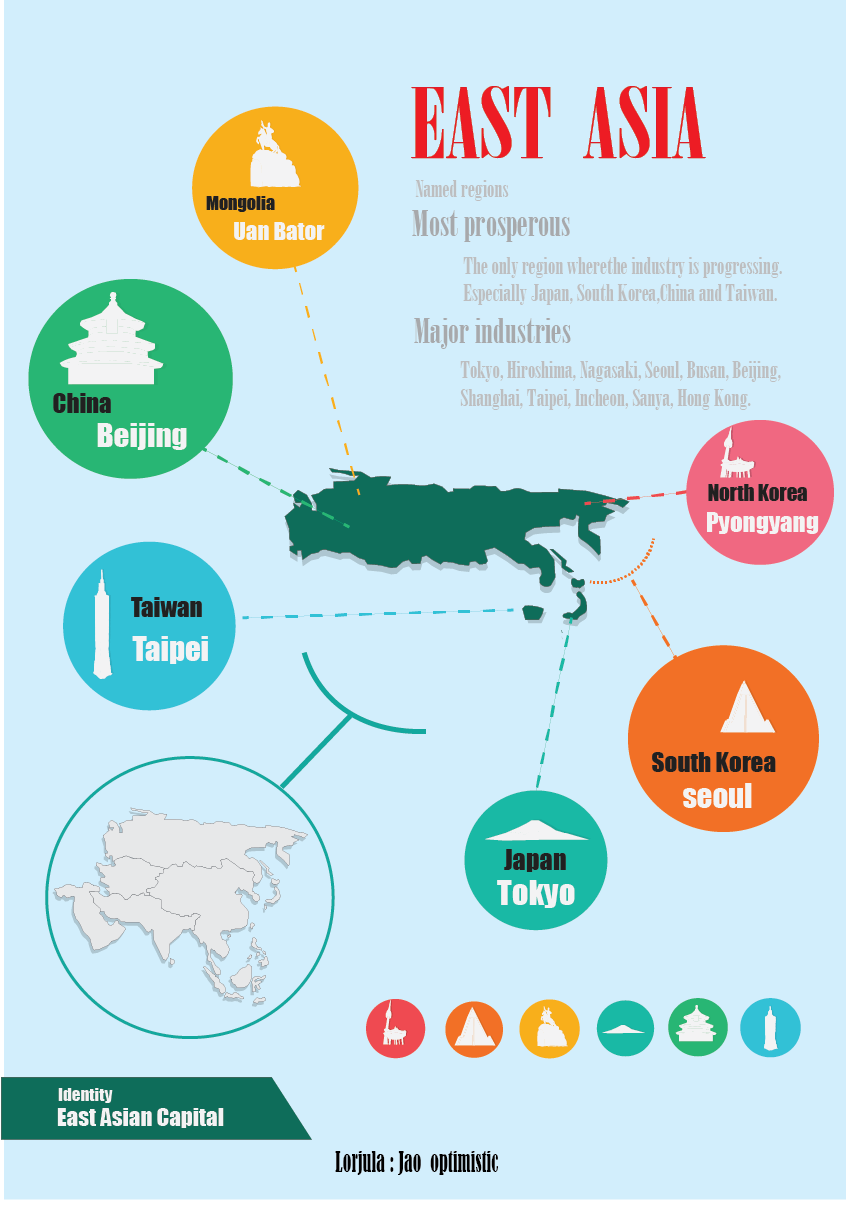 EAST ASIA
Named regions
Most prosperous
The only region wherethe industry is progressing.
Especially Japan, South Korea,China and Taiwan.
Major industries
Tokyo, Hiroshima, Nagasaki, Seoul, Busan, Beijing,
Shanghai, Taipei, Incheon, Sanya, Hong Kong.
Mongolia
Uan Bator
China
Beijing
North Korea
Pyongyang
Taiwan
Taipei
South Korea
seoul
Japan
Tokyo
Identity
East Asian Capital
Lorjula : Jao optimistic